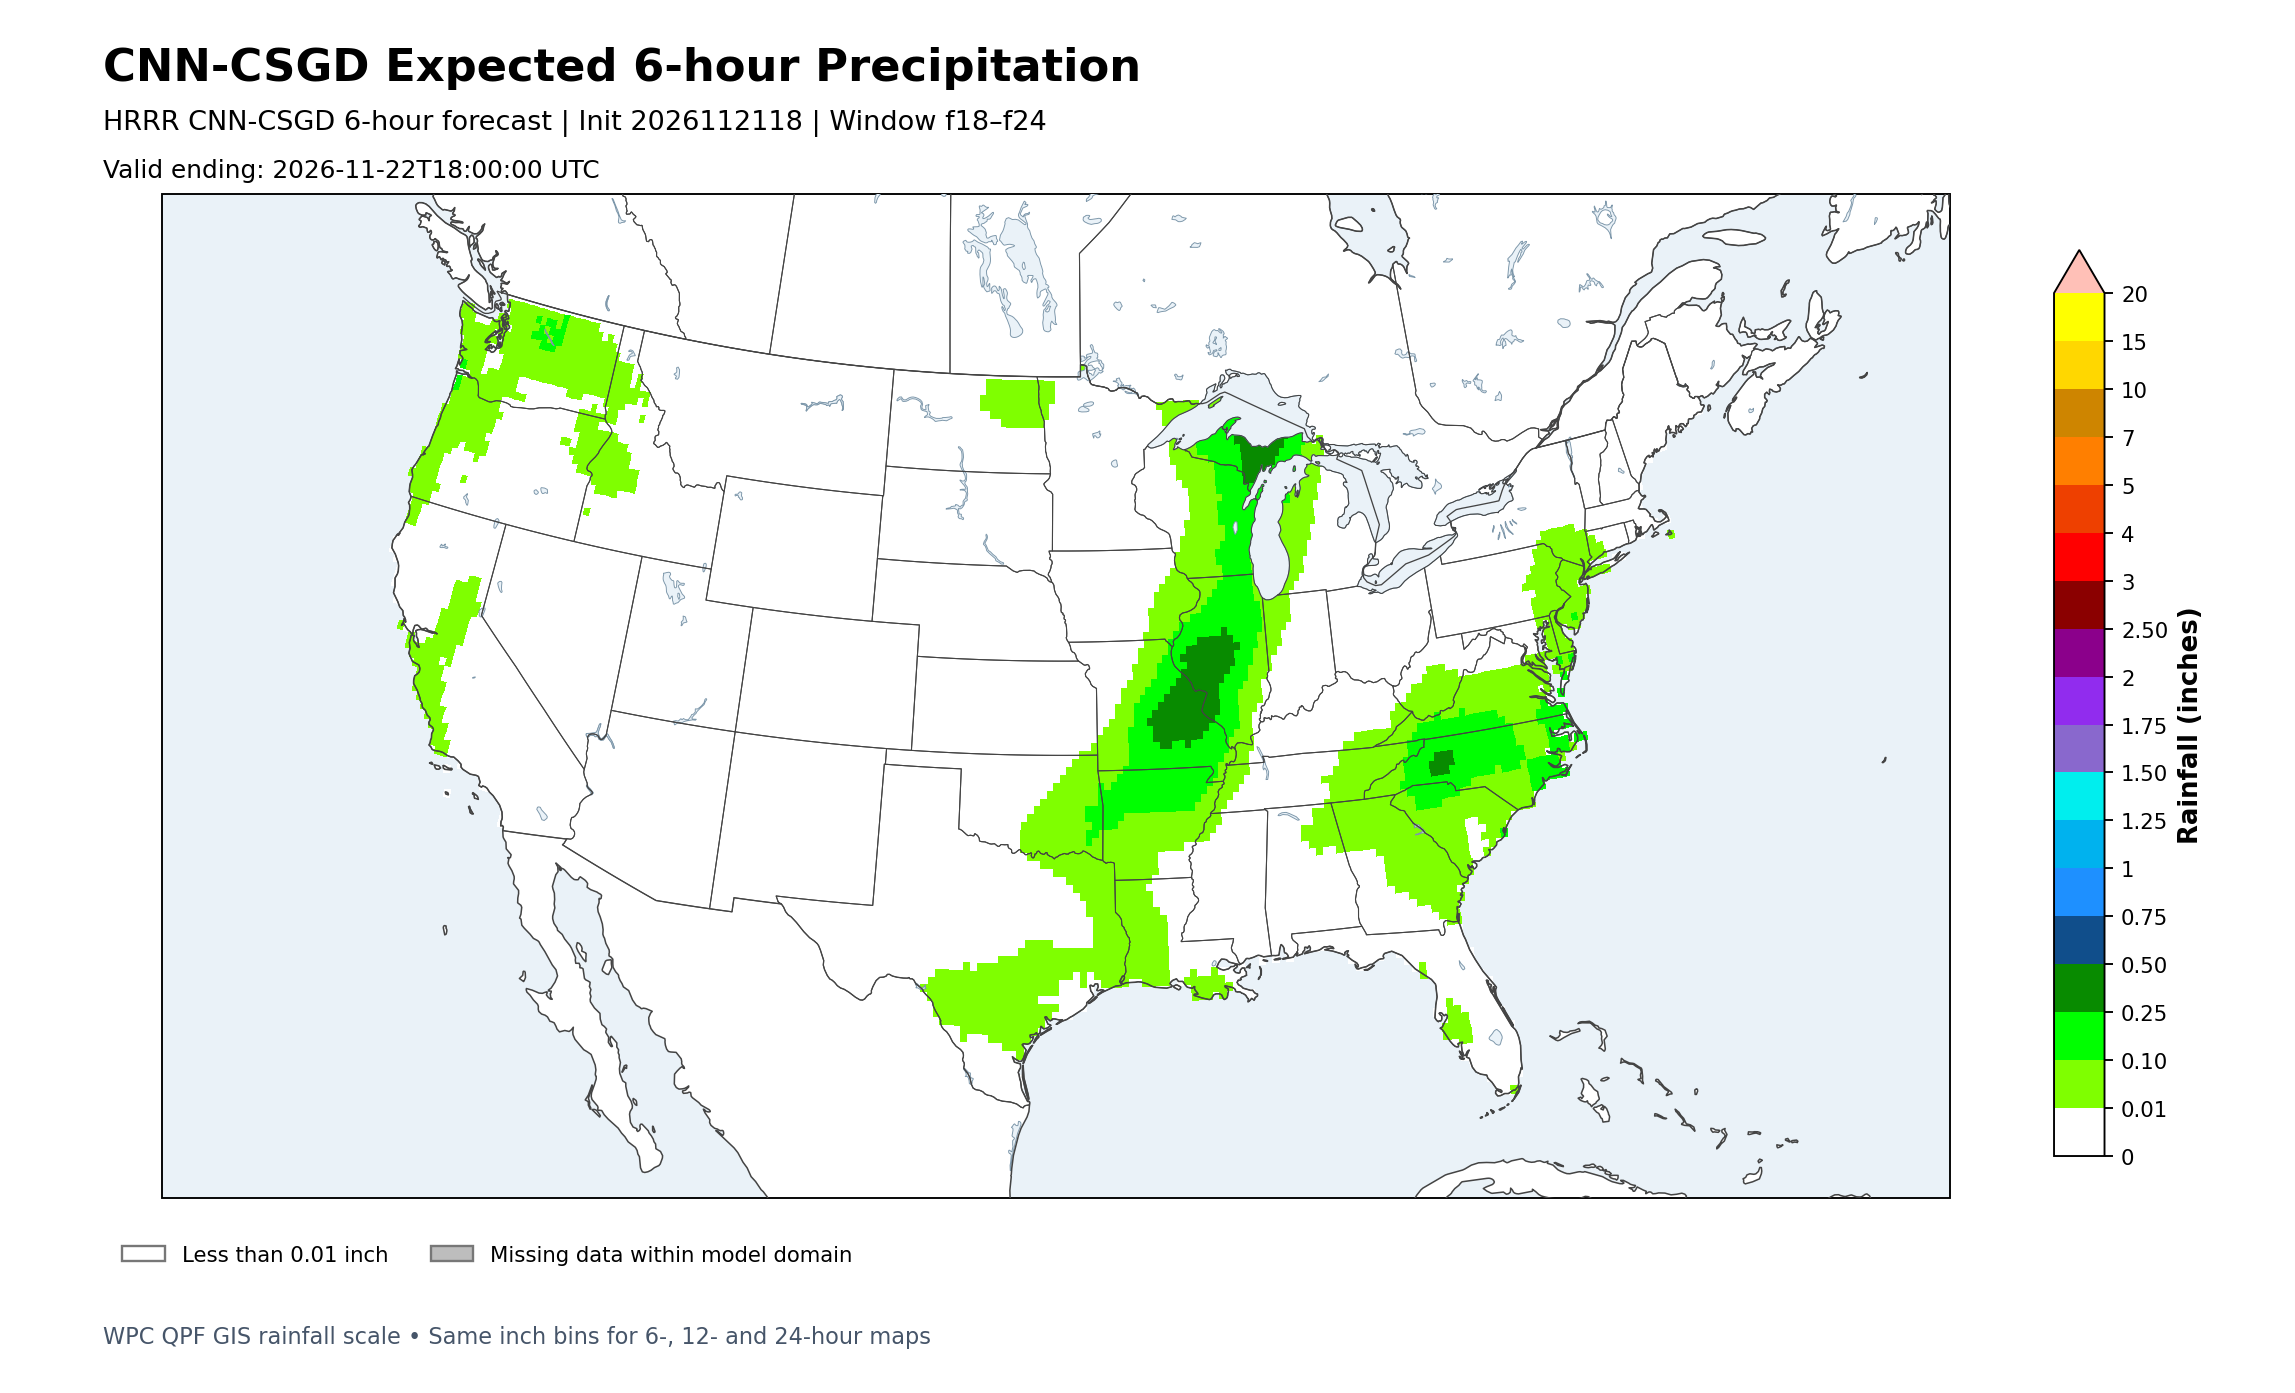 CNN-CSGD Expected 6-hour Precipitation
HRRR CNN-CSGD 6-hour forecast | Init 2026112118 | Window f18–f24
Valid ending: 2026-11-22T18:00:00 UTC
20
15
10
7
5
4
3
2.50
2
1.75
1.50
1.25
1
0.75
0.50
0.25
0.10
0.01
0
Rainfall (inches)
Less than 0.01 inch
Missing data within model domain
WPC QPF GIS rainfall scale • Same inch bins for 6-, 12- and 24-hour maps